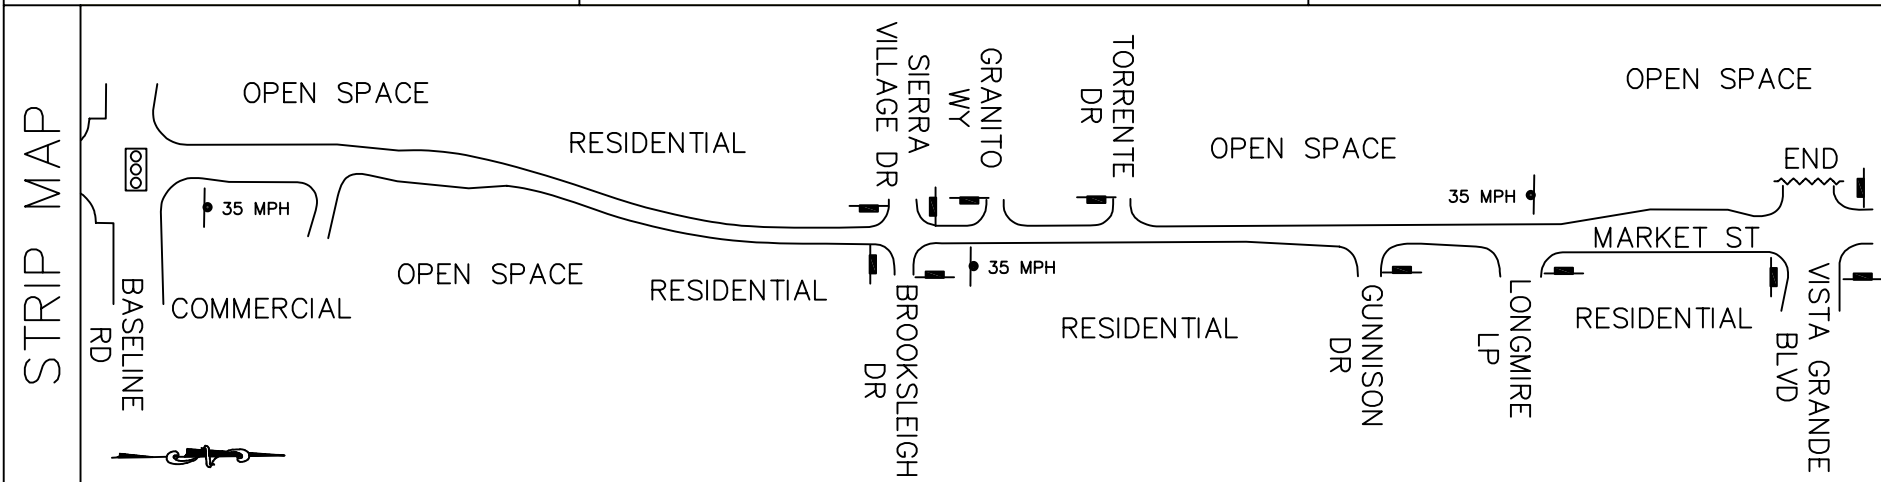 STRIP MAP
OPEN SPACE
RESIDENTIAL
VILLAGE DR
SIERRA
GRANITO
WY
TORRENTE
DR
OPEN SPACE
OPEN SPACE
END
35 MPH
35 MPH
MARKET ST
35 MPH
OPEN SPACE
COMMERCIAL
RESIDENTIAL
RESIDENTIAL
RESIDENTIAL
BASELINE
RD
BROOKSLEIGH
DR
GUNNISON
DR
LONGMIRE
LP
VISTA GRANDE
BLVD